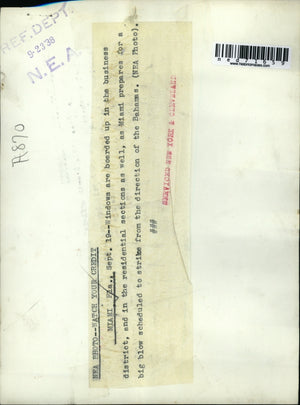 REF. DEPT.
9-23-38
N.E.A.
A870
NEA PHOTO--WATCH YOUR CREDIT
MIAMI, Fla., Sept. 19--Windows are boarded up in the business
district, and in the residential sections as well, as Miami prepares for a
big blow scheduled to strike from the direction of the Bahamas. (NEA Photo).
###
SERVICED NEW YORK & CLEVELAND